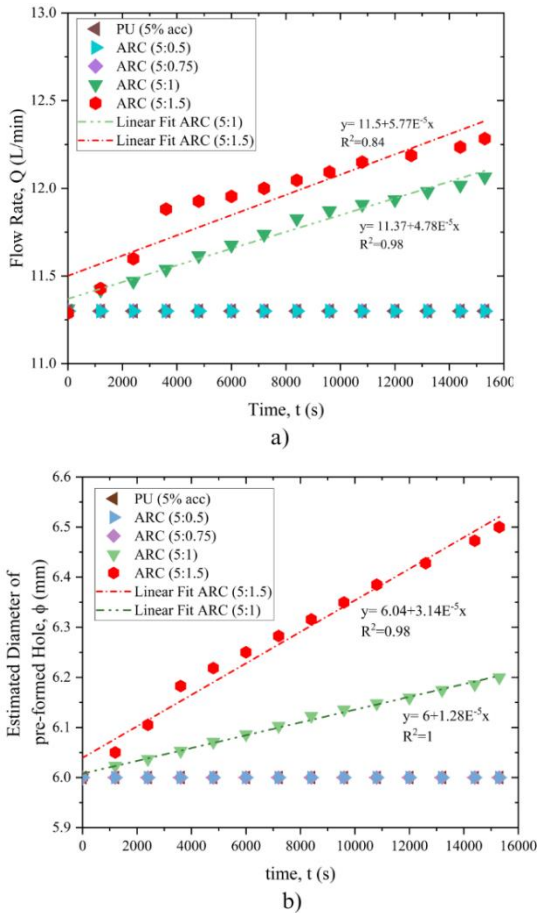 a)
13.0
12.5
12.0
11.5
11.0
Flow Rate, Q (L/min)
PU (5% acc)
ARC (5:0.5)
ARC (5:0.75)
ARC (5:1)
ARC (5:1.5)
Linear Fit ARC (5:1)
Linear Fit ARC (5:1.5)
y= 11.5+5.77E⁻⁵x
R²=0.84
y= 11.37+4.78E⁻⁵x
R²=0.98
0 2000 4000 6000 8000 10000 12000 14000 1600
Time, t (s)
a)
6.6
6.5
6.4
6.3
6.2
6.1
6.0
5.9
Estimated Diameter of
pre-formed Hole, ϕ (mm)
PU (5% acc)
ARC (5:0.5)
ARC (5:0.75)
ARC (5:1)
ARC (5:1.5)
Linear Fit ARC (5:1.5)
Linear Fit ARC (5:1)
y= 6.04+3.14E⁻⁵x
R²=0.98
y= 6+1.28E⁻⁵x
R²=1
0 2000 4000 6000 8000 10000 12000 14000 16000
time, t (s)
b)